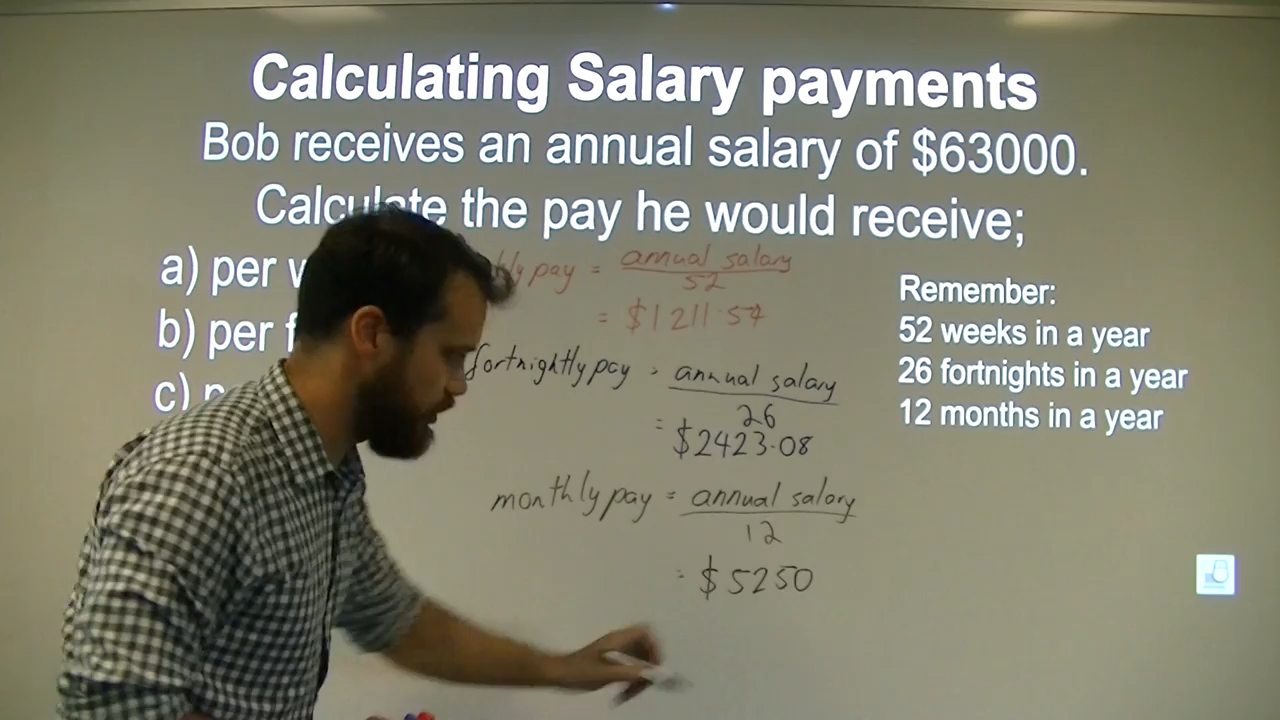 Calculating Salary payments
Bob receives an annual salary of $63000.
Calculate the pay he would receive;
a) per
b) per
c)
pay = annual salary
52
= $1211.54
fortnightly pay = annual salary
26
= $2423.08
monthly pay = annual salary
12
= $5250
Remember:
52 weeks in a year
26 fortnights in a year
12 months in a year